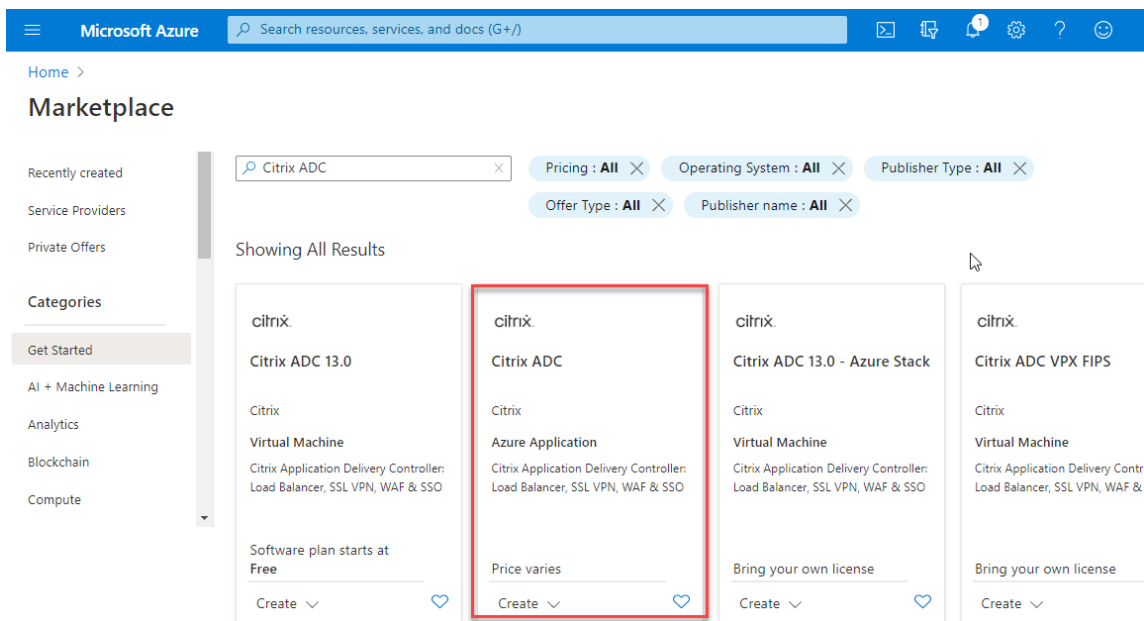 Microsoft Azure
Search resources, services, and docs (G+/)
1
Home >
Marketplace
Recently created
Service Providers
Private Offers
Categories
Get Started
AI + Machine Learning
Analytics
Blockchain
Compute
Citrix ADC
Pricing : All
Operating System : All
Publisher Type : All
Offer Type : All
Publisher name : All
Showing All Results
citrix.
Citrix ADC 13.0
Citrix
Virtual Machine
Citrix Application Delivery Controller:
Load Balancer, SSL VPN, WAF & SSO
Software plan starts at
Free
Create
citrix.
Citrix ADC
Citrix
Azure Application
Citrix Application Delivery Controller:
Load Balancer, SSL VPN, WAF & SSO
Price varies
Create
citrix.
Citrix ADC 13.0 - Azure Stack
Citrix
Virtual Machine
Citrix Application Delivery Controller:
Load Balancer, SSL VPN, WAF & SSO
Bring your own license
Create
citrix.
Citrix ADC VPX FIPS
Citrix
Virtual Machine
Citrix Application Delivery Contr
Load Balancer, SSL VPN, WAF &
Bring your own license
Create